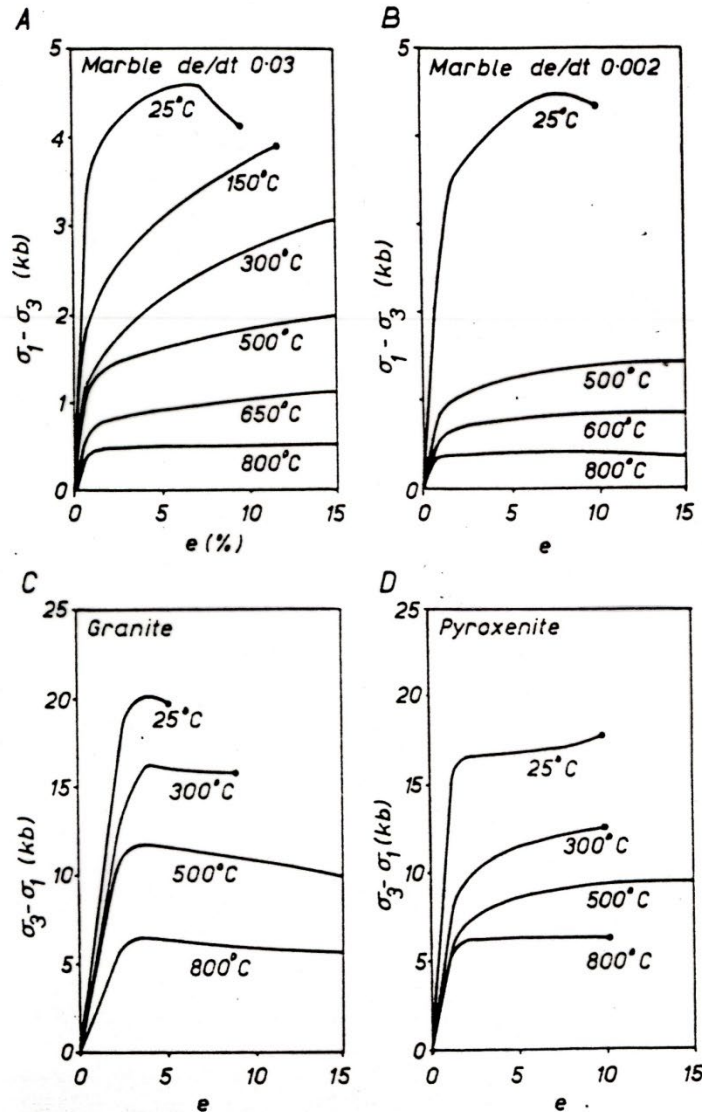 A
Marble de/dt 0·03
5
4
3
2
1
0
σ₁ - σ₃ (kb)
25°C
150°C
300°C
500°C
650°C
800°C
0 5 10 15
e (%)
B
Marble de/dt 0·002
5
0
σ₁ - σ₃ (kb)
25°C
500°C
600°C
800°C
0 5 10 15
e
C
Granite
25
20
15
10
5
0
σ₃ - σ₁ (kb)
25°C
300°C
500°C
800°C
0 5 10 15
e
D
Pyroxenite
25
20
15
10
5
0
σ₃ - σ₁ (kb)
25°C
300°C
500°C
800°C
0 5 10 15
e